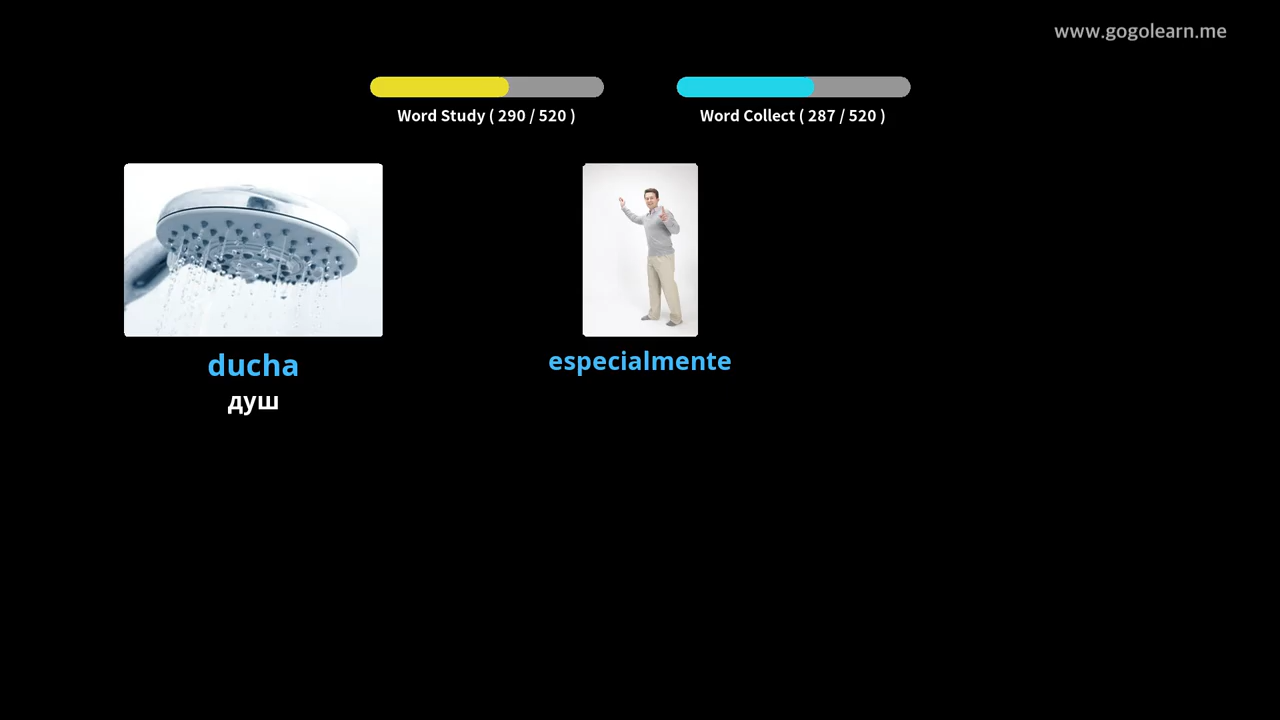 www.gogolearn.me
Word Study ( 290 / 520 )
Word Collect ( 287 / 520 )
ducha
душ
especialmente